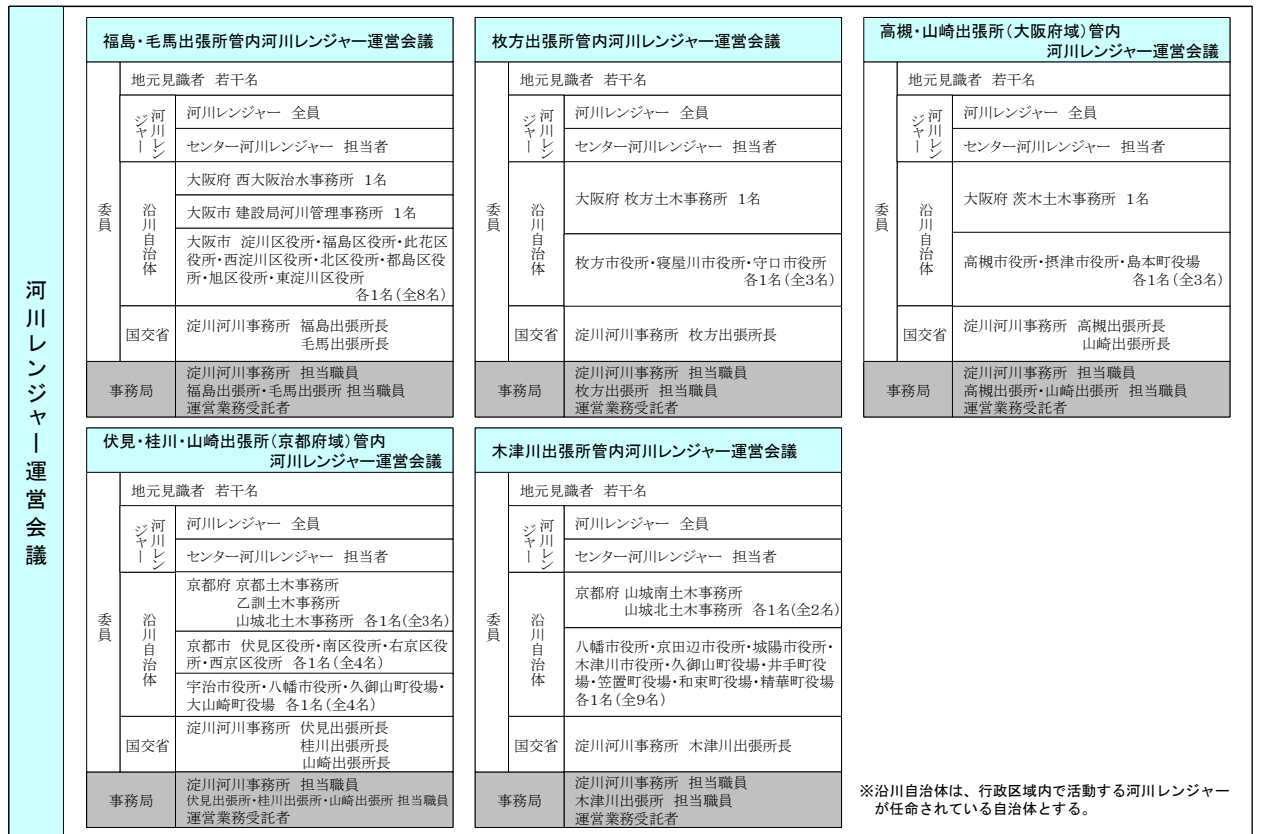 河川レンジャー運営会議
福島・毛馬出張所管内河川レンジャー運営会議
委員
地元見識者 若干名
河川レンジャー
河川レンジャー 全員
センター河川レンジャー 担当者
沿川自治体
大阪府 西大阪治水事務所 1名
大阪市 建設局河川管理事務所 1名
大阪市 淀川区役所・福島区役所・此花区
役所・西淀川区役所・北区役所・都島区役
所・旭区役所・東淀川区役所
各1名(全8名)
国交省
淀川河川事務所 福島出張所長
毛馬出張所長
事務局
淀川河川事務所 担当職員
福島出張所・毛馬出張所 担当職員
運営業務受託者
枚方出張所管内河川レンジャー運営会議
委員
地元見識者 若干名
河川レンジャー
河川レンジャー 全員
センター河川レンジャー 担当者
沿川自治体
大阪府 枚方土木事務所 1名
枚方市役所・寝屋川市役所・守口市役所
各1名(全3名)
国交省
淀川河川事務所 枚方出張所長
事務局
淀川河川事務所 担当職員
枚方出張所 担当職員
運営業務受託者
高槻・山崎出張所(大阪府域)管内
河川レンジャー運営会議
委員
地元見識者 若干名
河川レンジャー
河川レンジャー 全員
センター河川レンジャー 担当者
沿川自治体
大阪府 茨木土木事務所 1名
高槻市役所・摂津市役所・島本町役場
各1名(全3名)
国交省
淀川河川事務所 高槻出張所長
山崎出張所長
事務局
淀川河川事務所 担当職員
高槻出張所・山崎出張所 担当職員
運営業務受託者
伏見・桂川・山崎出張所(京都府域)管内
河川レンジャー運営会議
委員
地元見識者 若干名
河川レンジャー
河川レンジャー 全員
センター河川レンジャー 担当者
沿川自治体
京都府 京都土木事務所
乙訓土木事務所
山城北土木事務所 各1名(全3名)
京都市 伏見区役所・南区役所・右京区役
所・西京区役所 各1名(全4名)
宇治市役所・八幡市役所・久御山町役場・
大山崎町役場 各1名(全4名)
国交省
淀川河川事務所 伏見出張所長
桂川出張所長
山崎出張所長
事務局
淀川河川事務所 担当職員
伏見出張所・桂川出張所・山崎出張所 担当職員
運営業務受託者
木津川出張所管内河川レンジャー運営会議
委員
地元見識者 若干名
河川レンジャー
河川レンジャー 全員
センター河川レンジャー 担当者
沿川自治体
京都府 山城南土木事務所
山城北土木事務所 各1名(全2名)
八幡市役所・京田辺市役所・城陽市役所・
木津川市役所・久御山町役場・井手町役
場・笠置町役場・和束町役場・精華町役場
各1名(全9名)
国交省
淀川河川事務所 木津川出張所長
事務局
淀川河川事務所 担当職員
木津川出張所 担当職員
運営業務受託者
※沿川自治体は、行政区域内で活動する河川レンジャー
が任命されている自治体とする。